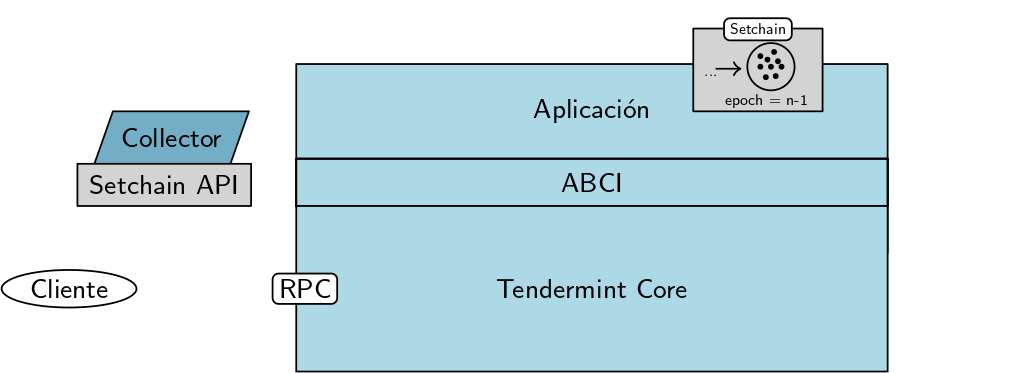 Setchain
...
epoch = n-1
Aplicación
Collector
Setchain API
ABCI
Cliente
RPC
Tendermint Core